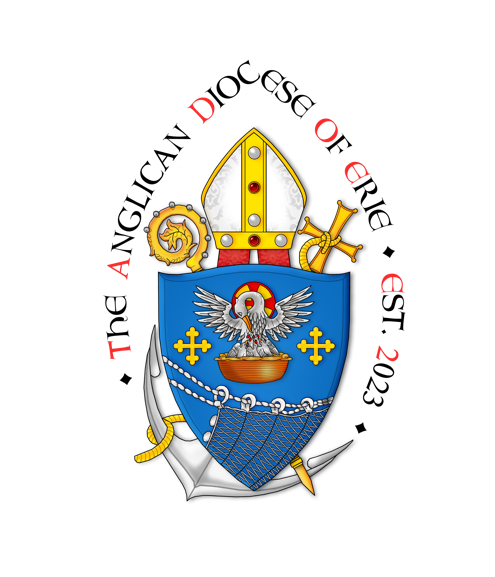 The Anglican Diocese Of Erie ⬥ Est. 2023 ⬥